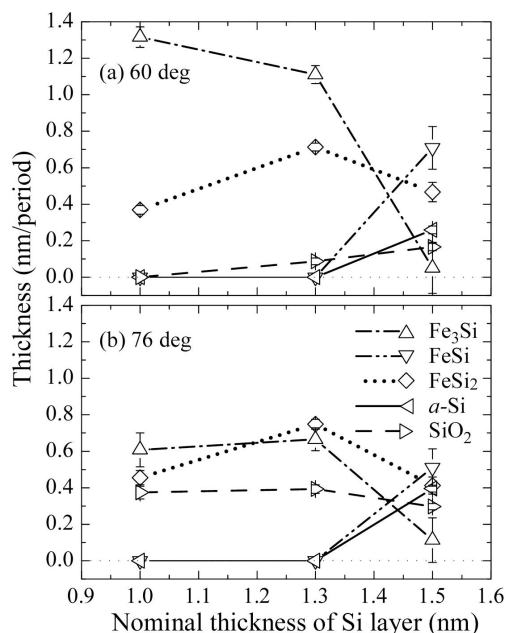 Thickness (nm/period)
1.4
1.2
1.0
0.8
0.6
0.4
0.2
0.0
(a) 60 deg
1.4
1.2
1.0
0.8
0.6
0.4
0.2
0.0
(b) 76 deg
Fe₃Si
FeSi
FeSi₂
a-Si
SiO₂
0.9 1.0 1.1 1.2 1.3 1.4 1.5 1.6
Nominal thickness of Si layer (nm)